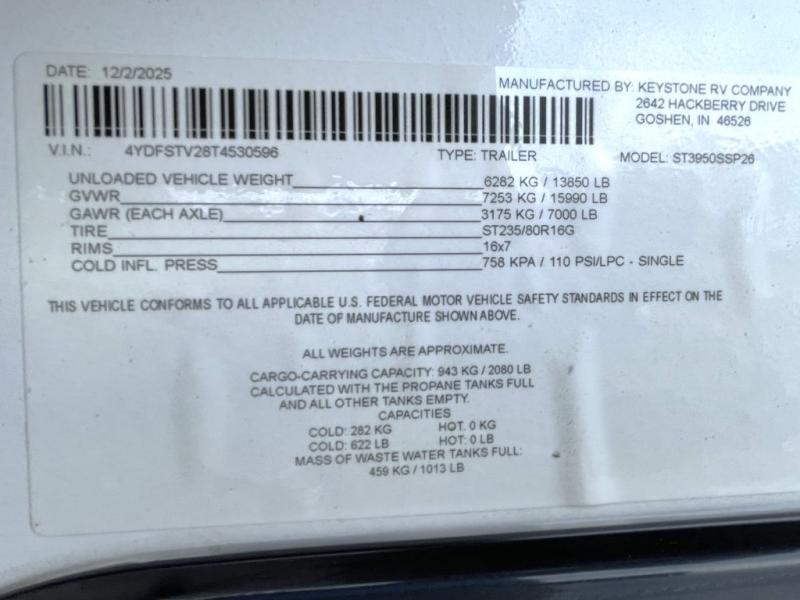 DATE: 12/2/2025
MANUFACTURED BY: KEYSTONE RV COMPANY
2642 HACKBERRY DRIVE
GOSHEN, IN 46526
V.I.N.: 4YDFSTV28T4530596 TYPE: TRAILER MODEL: ST3950SSP26
UNLOADED VEHICLE WEIGHT 6282 KG / 13850 LB
GVWR 7253 KG / 15990 LB
GAWR (EACH AXLE) 3175 KG / 7000 LB
TIRE ST235/80R16G
RIMS 16x7
COLD INFL. PRESS 758 KPA / 110 PSI/LPC - SINGLE
THIS VEHICLE CONFORMS TO ALL APPLICABLE U.S. FEDERAL MOTOR VEHICLE SAFETY STANDARDS IN EFFECT ON THE
DATE OF MANUFACTURE SHOWN ABOVE.
ALL WEIGHTS ARE APPROXIMATE.
CARGO-CARRYING CAPACITY: 943 KG / 2080 LB
CALCULATED WITH THE PROPANE TANKS FULL
AND ALL OTHER TANKS EMPTY.
CAPACITIES
COLD: 282 KG HOT: 0 KG
COLD: 622 LB HOT: 0 LB
MASS OF WASTE WATER TANKS FULL:
459 KG / 1013 LB